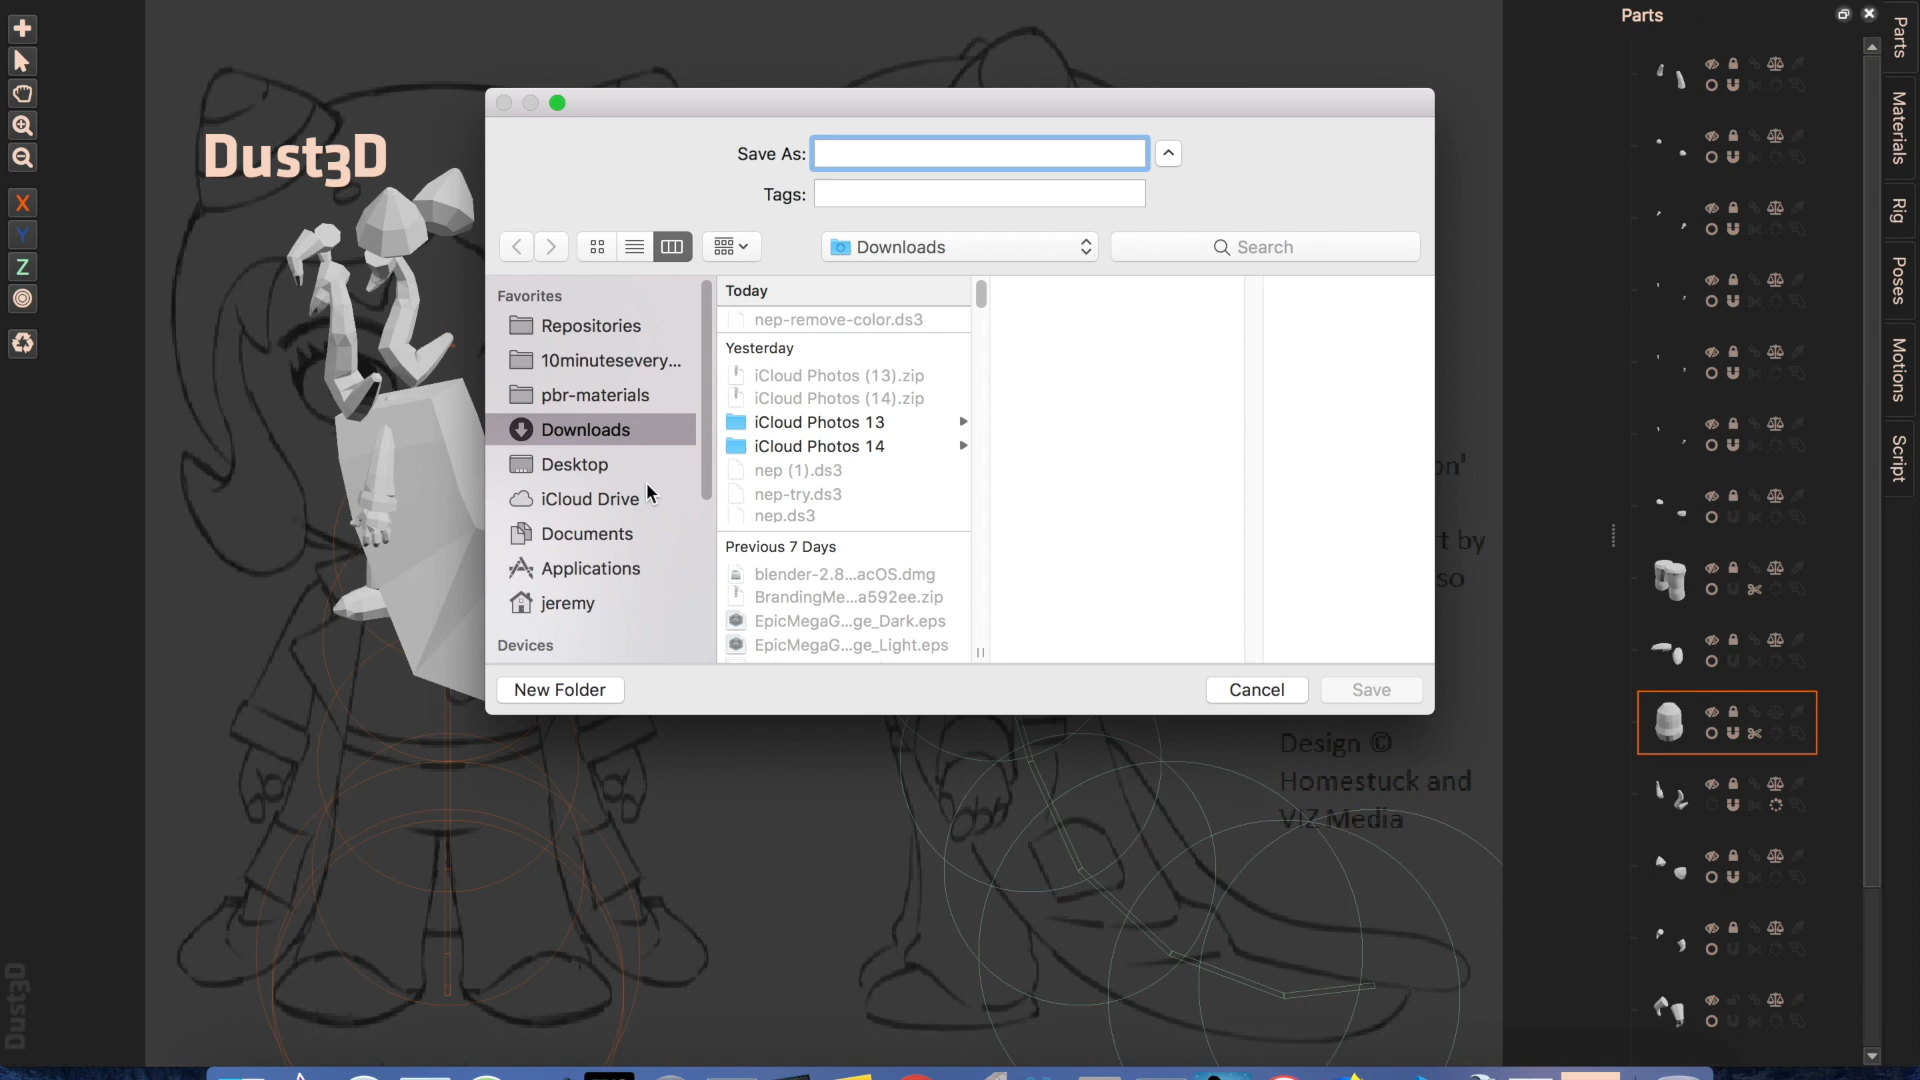 Parts
Dust3D
X
Y
Z
Save As:
Tags:
Downloads
Search
Favorites
Repositories
10minutesevery...
pbr-materials
Downloads
Desktop
iCloud Drive
Documents
Applications
jeremy
Devices
Today
nep-remove-color.ds3
Yesterday
iCloud Photos (13).zip
iCloud Photos (14).zip
iCloud Photos 13
iCloud Photos 14
nep (1).ds3
nep-try.ds3
nep.ds3
Previous 7 Days
blender-2.8...acOS.dmg
BrandingMe...a592ee.zip
EpicMegaG...ge_Dark.eps
EpicMegaG...ge_Light.eps
New Folder
Cancel
Save
on'
t by
so
Design ©
Homestuck and
VIZ Media
Parts
Materials
Rig
Poses
Motions
Script
Dust3D